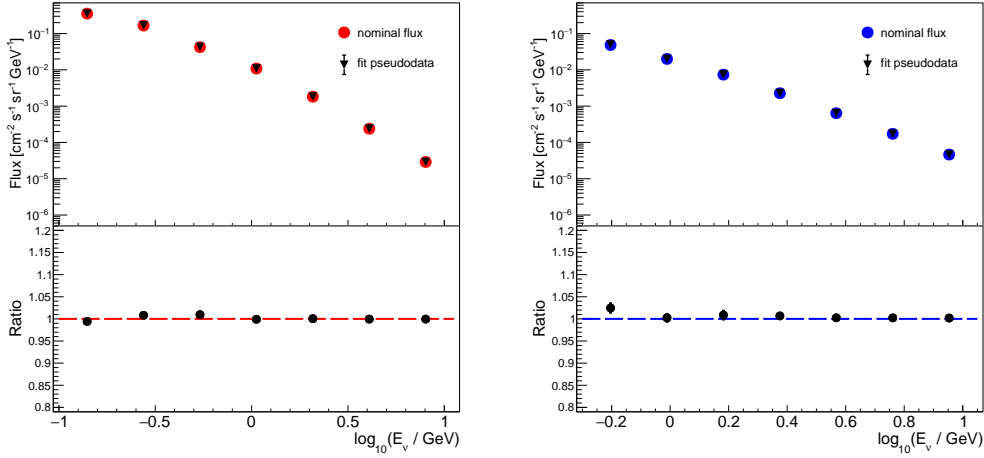 10⁻¹
10⁻²
10⁻³
10⁻⁴
10⁻⁵
10⁻⁶
Flux [cm⁻² s⁻¹ sr⁻¹ GeV⁻¹]
nominal flux
fit pseudodata
1.2
1.15
1.1
1.05
1
0.95
0.9
0.85
0.8
Ratio
−1 −0.5 0 0.5 1
log₁₀(Eᵥ / GeV)
10⁻¹
10⁻²
10⁻³
10⁻⁴
10⁻⁵
10⁻⁶
Flux [cm⁻² s⁻¹ sr⁻¹ GeV⁻¹]
nominal flux
fit pseudodata
1.2
1.15
1.1
1.05
1
0.95
0.9
0.85
0.8
Ratio
−0.2 0 0.2 0.4 0.6 0.8 1
log₁₀(Eᵥ / GeV)